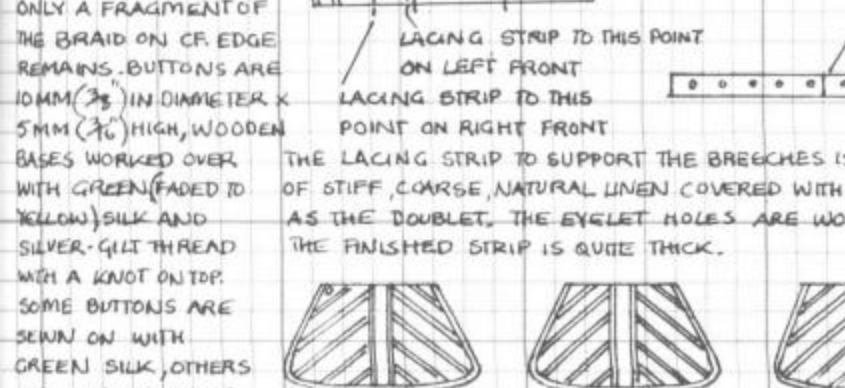 ONLY A FRAGMENT OF
THE BRAID ON CF. EDGE
REMAINS. BUTTONS ARE
10MM (3/8") IN DIAMETER X
5MM (3/16") HIGH, WOODEN
BASES WORKED OVER
WITH GREEN (FADED TO
YELLOW) SILK AND
SILVER-GILT THREAD
WITH A KNOT ON TOP.
SOME BUTTONS ARE
SEWN ON WITH
GREEN SILK, OTHERS
LACING STRIP TO THIS POINT
ON LEFT FRONT
LACING STRIP TO THIS
POINT ON RIGHT FRONT
THE LACING STRIP TO SUPPORT THE BREECHES IS
OF STIFF, COARSE, NATURAL LINEN COVERED WITH
AS THE DOUBLET. THE EYELET HOLES ARE WO
THE FINISHED STRIP IS QUITE THICK.